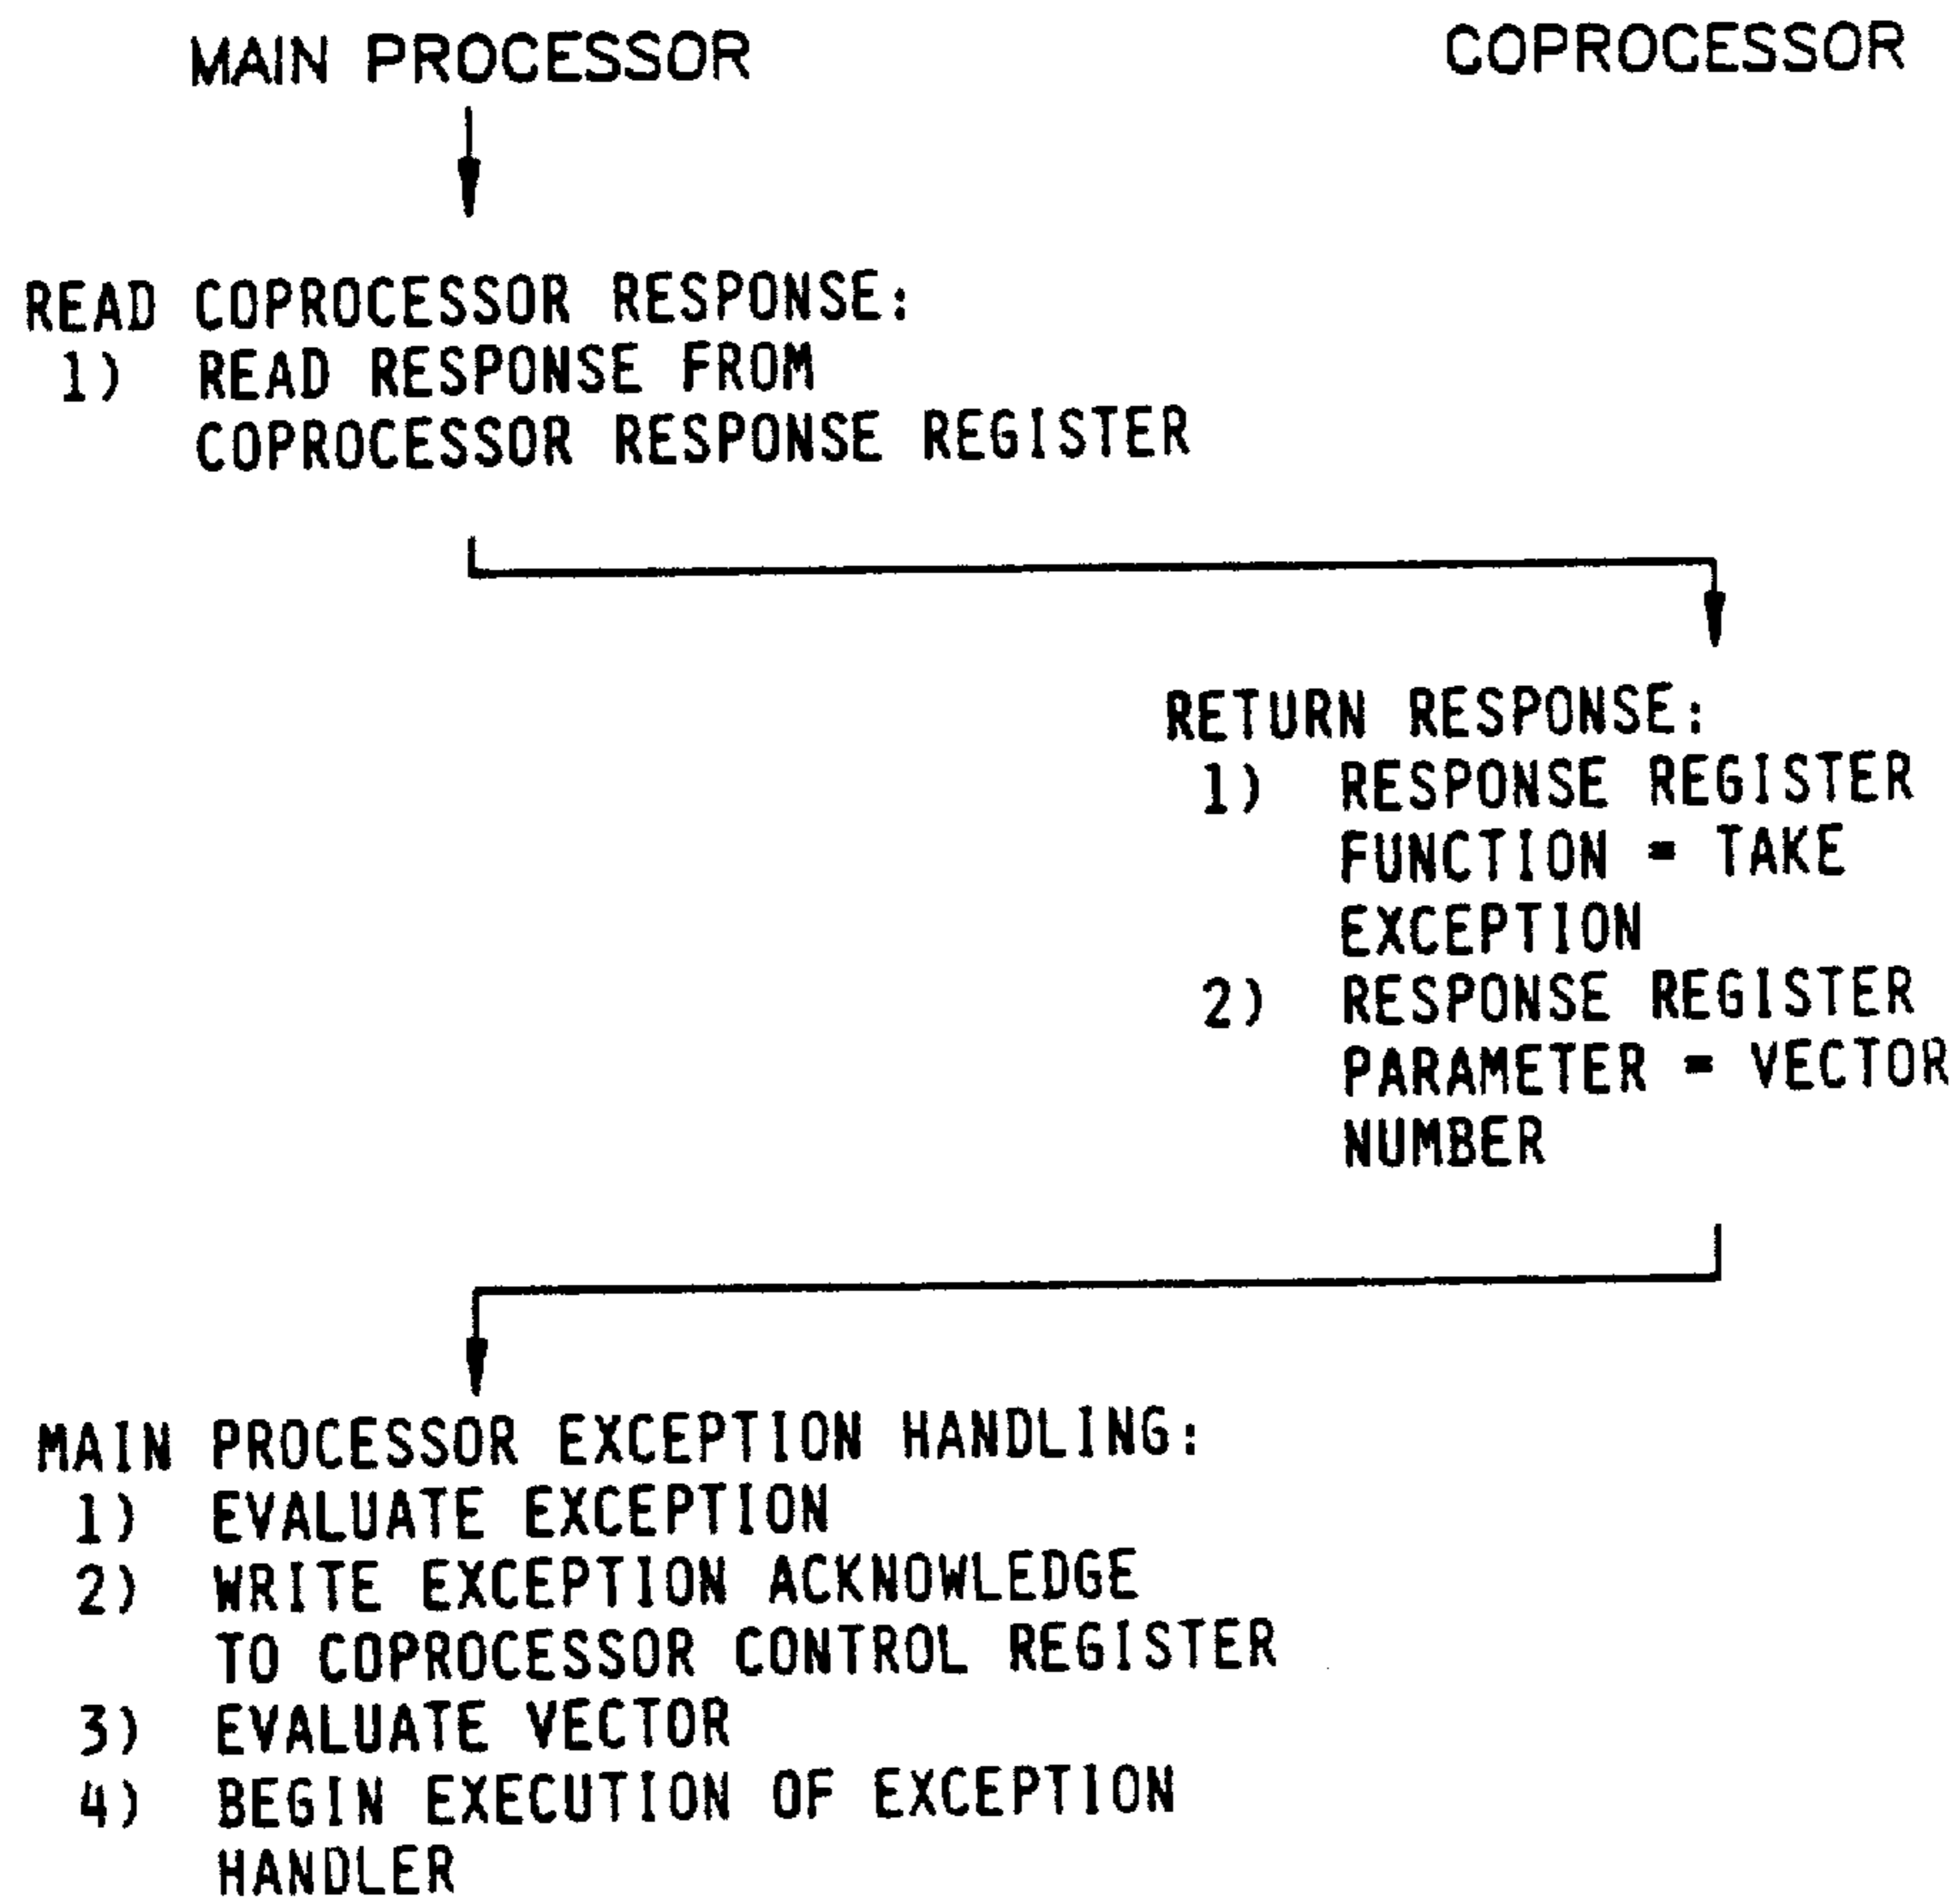 MAIN PROCESSOR
COPROCESSOR
READ COPROCESSOR RESPONSE:
1) READ RESPONSE FROM
COPROCESSOR RESPONSE REGISTER
RETURN RESPONSE:
1) RESPONSE REGISTER
FUNCTION = TAKE
EXCEPTION
2) RESPONSE REGISTER
PARAMETER = VECTOR
NUMBER
MAIN PROCESSOR EXCEPTION HANDLING:
1) EVALUATE EXCEPTION
2) WRITE EXCEPTION ACKNOWLEDGE
TO COPROCESSOR CONTROL REGISTER
3) EVALUATE VECTOR
4) BEGIN EXECUTION OF EXCEPTION
HANDLER